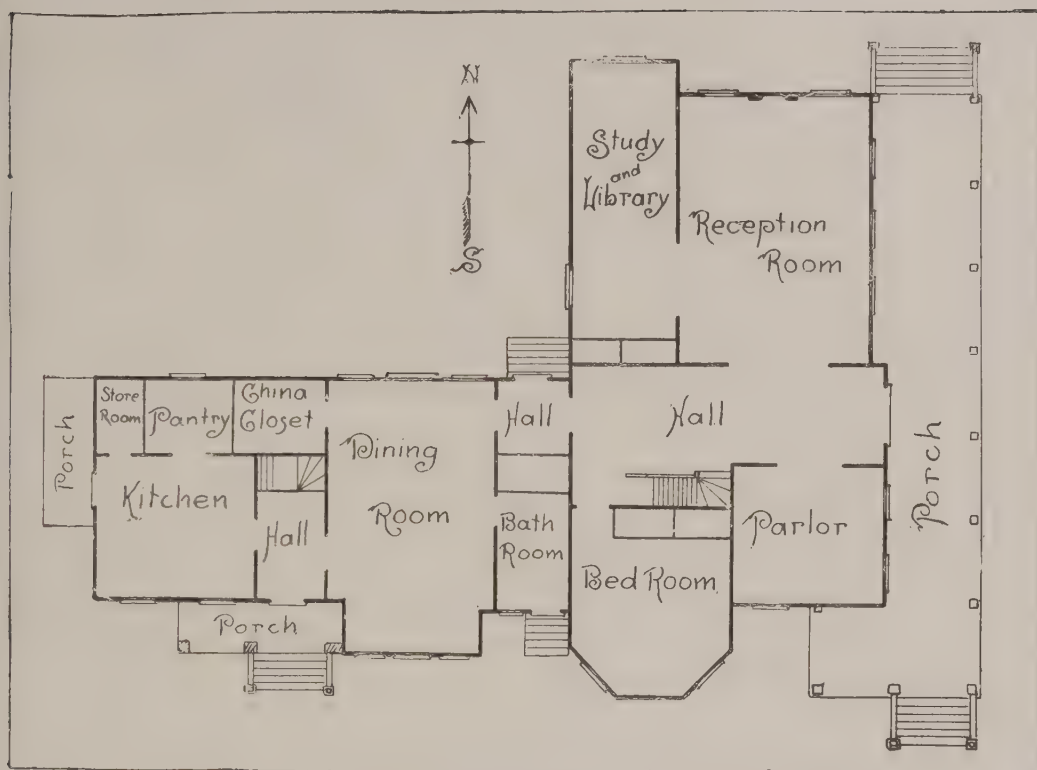 N
S
Study
and
Library
Reception
Room
Store
Room
Pantry
China
Closet
Porch
Kitchen
Hall
Dining
Room
Hall
Bath
Room
Hall
Parlor
Bed Room
Porch
Porch